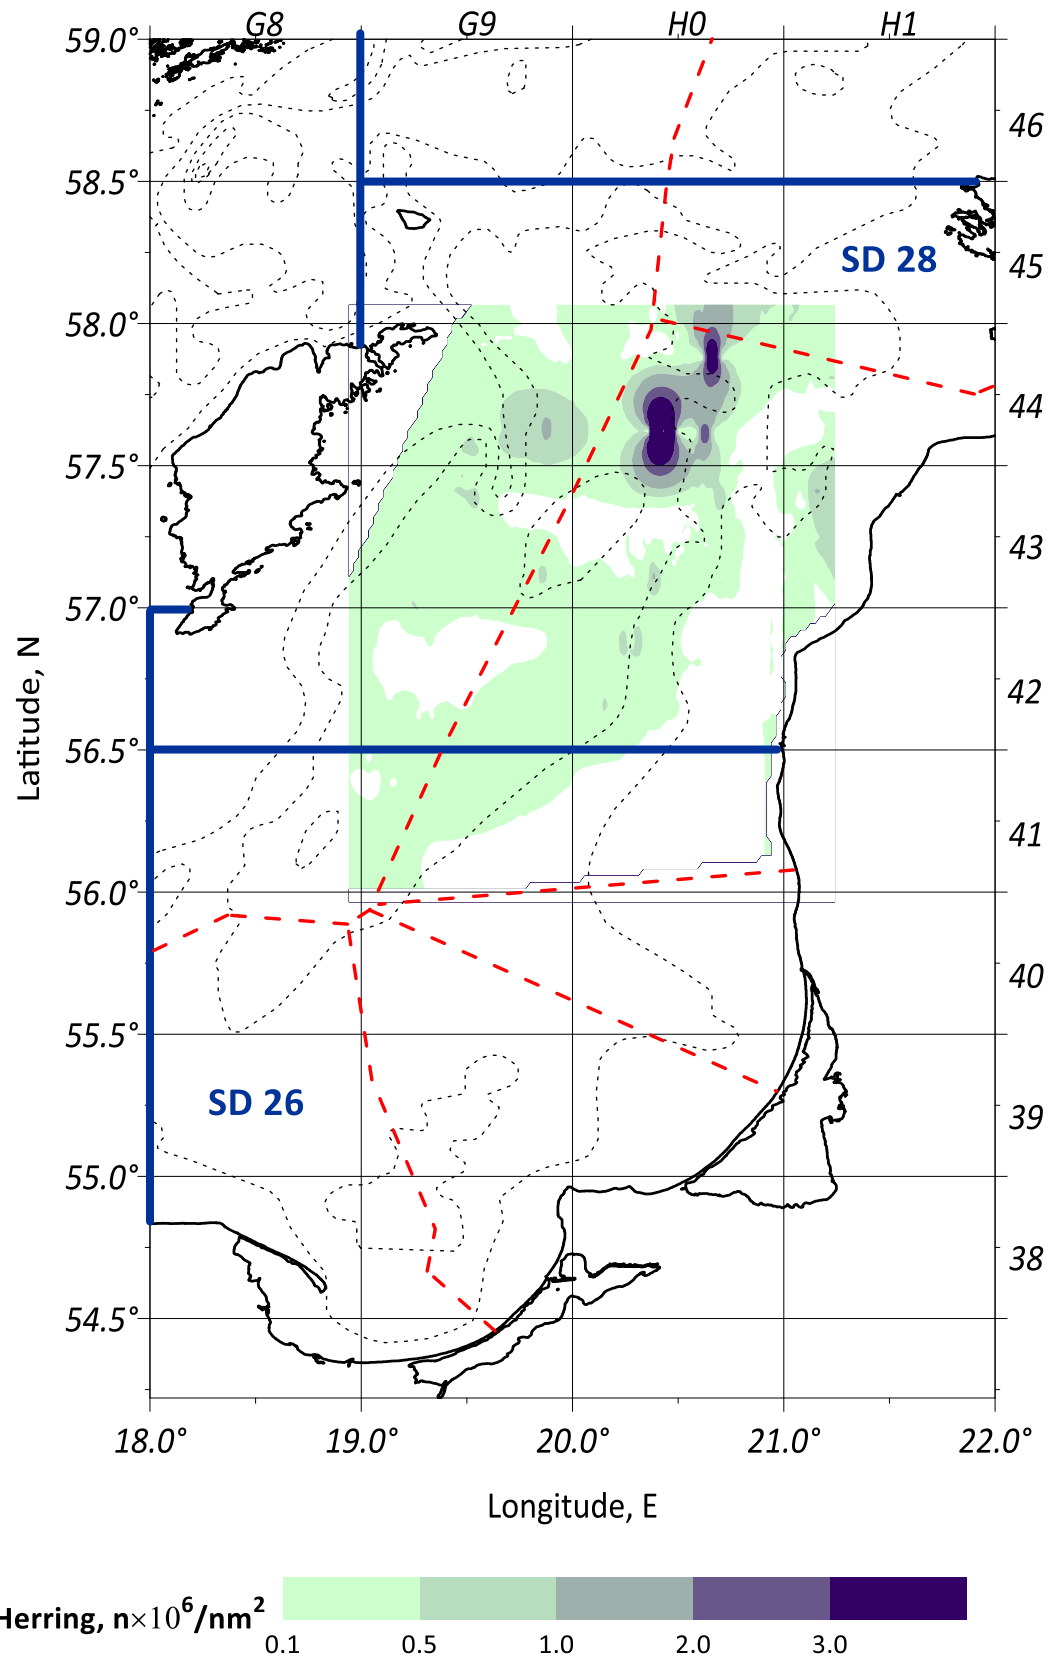 G8 G9 H0 H1
59.0°
46
58.5°
SD 28
45
58.0°
44
57.5°
43
57.0°
42
56.5°
41
56.0°
40
55.5°
SD 26
39
55.0°
38
54.5°
Latitude, N
18.0° 19.0° 20.0° 21.0° 22.0°
Longitude, E
Herring, n×10⁶/nm²
0.1 0.5 1.0 2.0 3.0